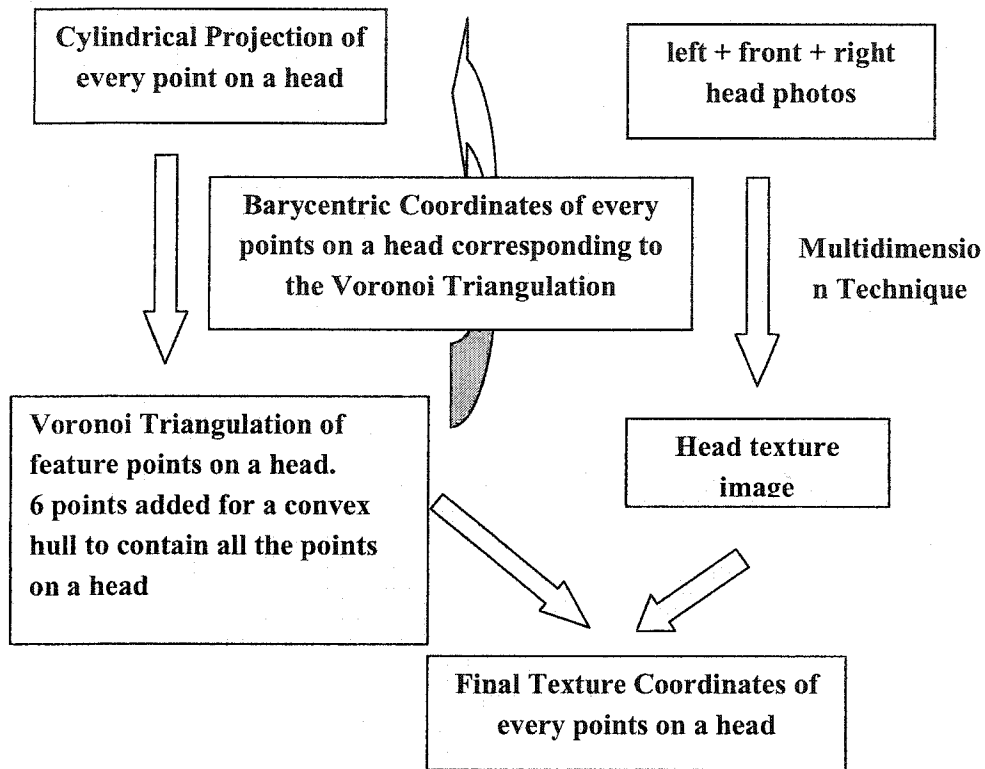 Cylindrical Projection of
every point on a head
left + front + right
head photos
Barycentric Coordinates of every
points on a head corresponding to
the Voronoi Triangulation
Multidimensio
n Technique
Voronoi Triangulation of
feature points on a head.
6 points added for a convex
hull to contain all the points
on a head
Head texture
image
Final Texture Coordinates of
every points on a head